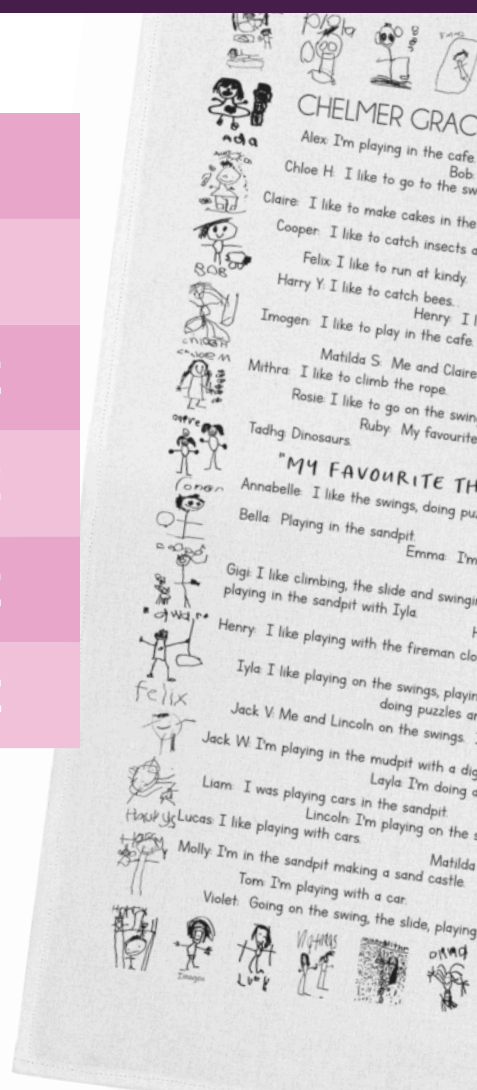 CHELMER GRAC
Alex: I'm playing in the cafe.
Bob:
Chloe H: I like to go to the sw
Claire: I like to make cakes in the
Cooper: I like to catch insects a
Felix: I like to run at kindy.
Harry Y: I like to catch bees..
Henry: I l
Imogen: I like to play in the cafe.
Matilda S: Me and Claire
Mithra: I like to climb the rope.
Rosie: I like to go on the swin
Ruby: My favourite
Tadhg: Dinosaurs.
"MY FAVOURITE TH
Annabelle: I like the swings, doing pu
Bella: Playing in the sandpit.
Emma: I'm
Gigi: I like climbing, the slide and swingin
playing in the sandpit with Iyla.
H
Henry: I like playing with the fireman clo
Iyla: I like playing on the swings, playin
doing puzzles an
Jack V: Me and Lincoln on the swings.
Jack W: I'm playing in the mudpit with a dig
Layla: I'm doing a
Liam: I was playing cars in the sandpit.
Lincoln: I'm playing on the s
Lucas: I like playing with cars.
Matilda
Molly: I'm in the sandpit making a sand castle.
Tom: I'm playing with a car.
Violet: Going on the swing, the slide, playing
Ada
BOB
felix
Imogen